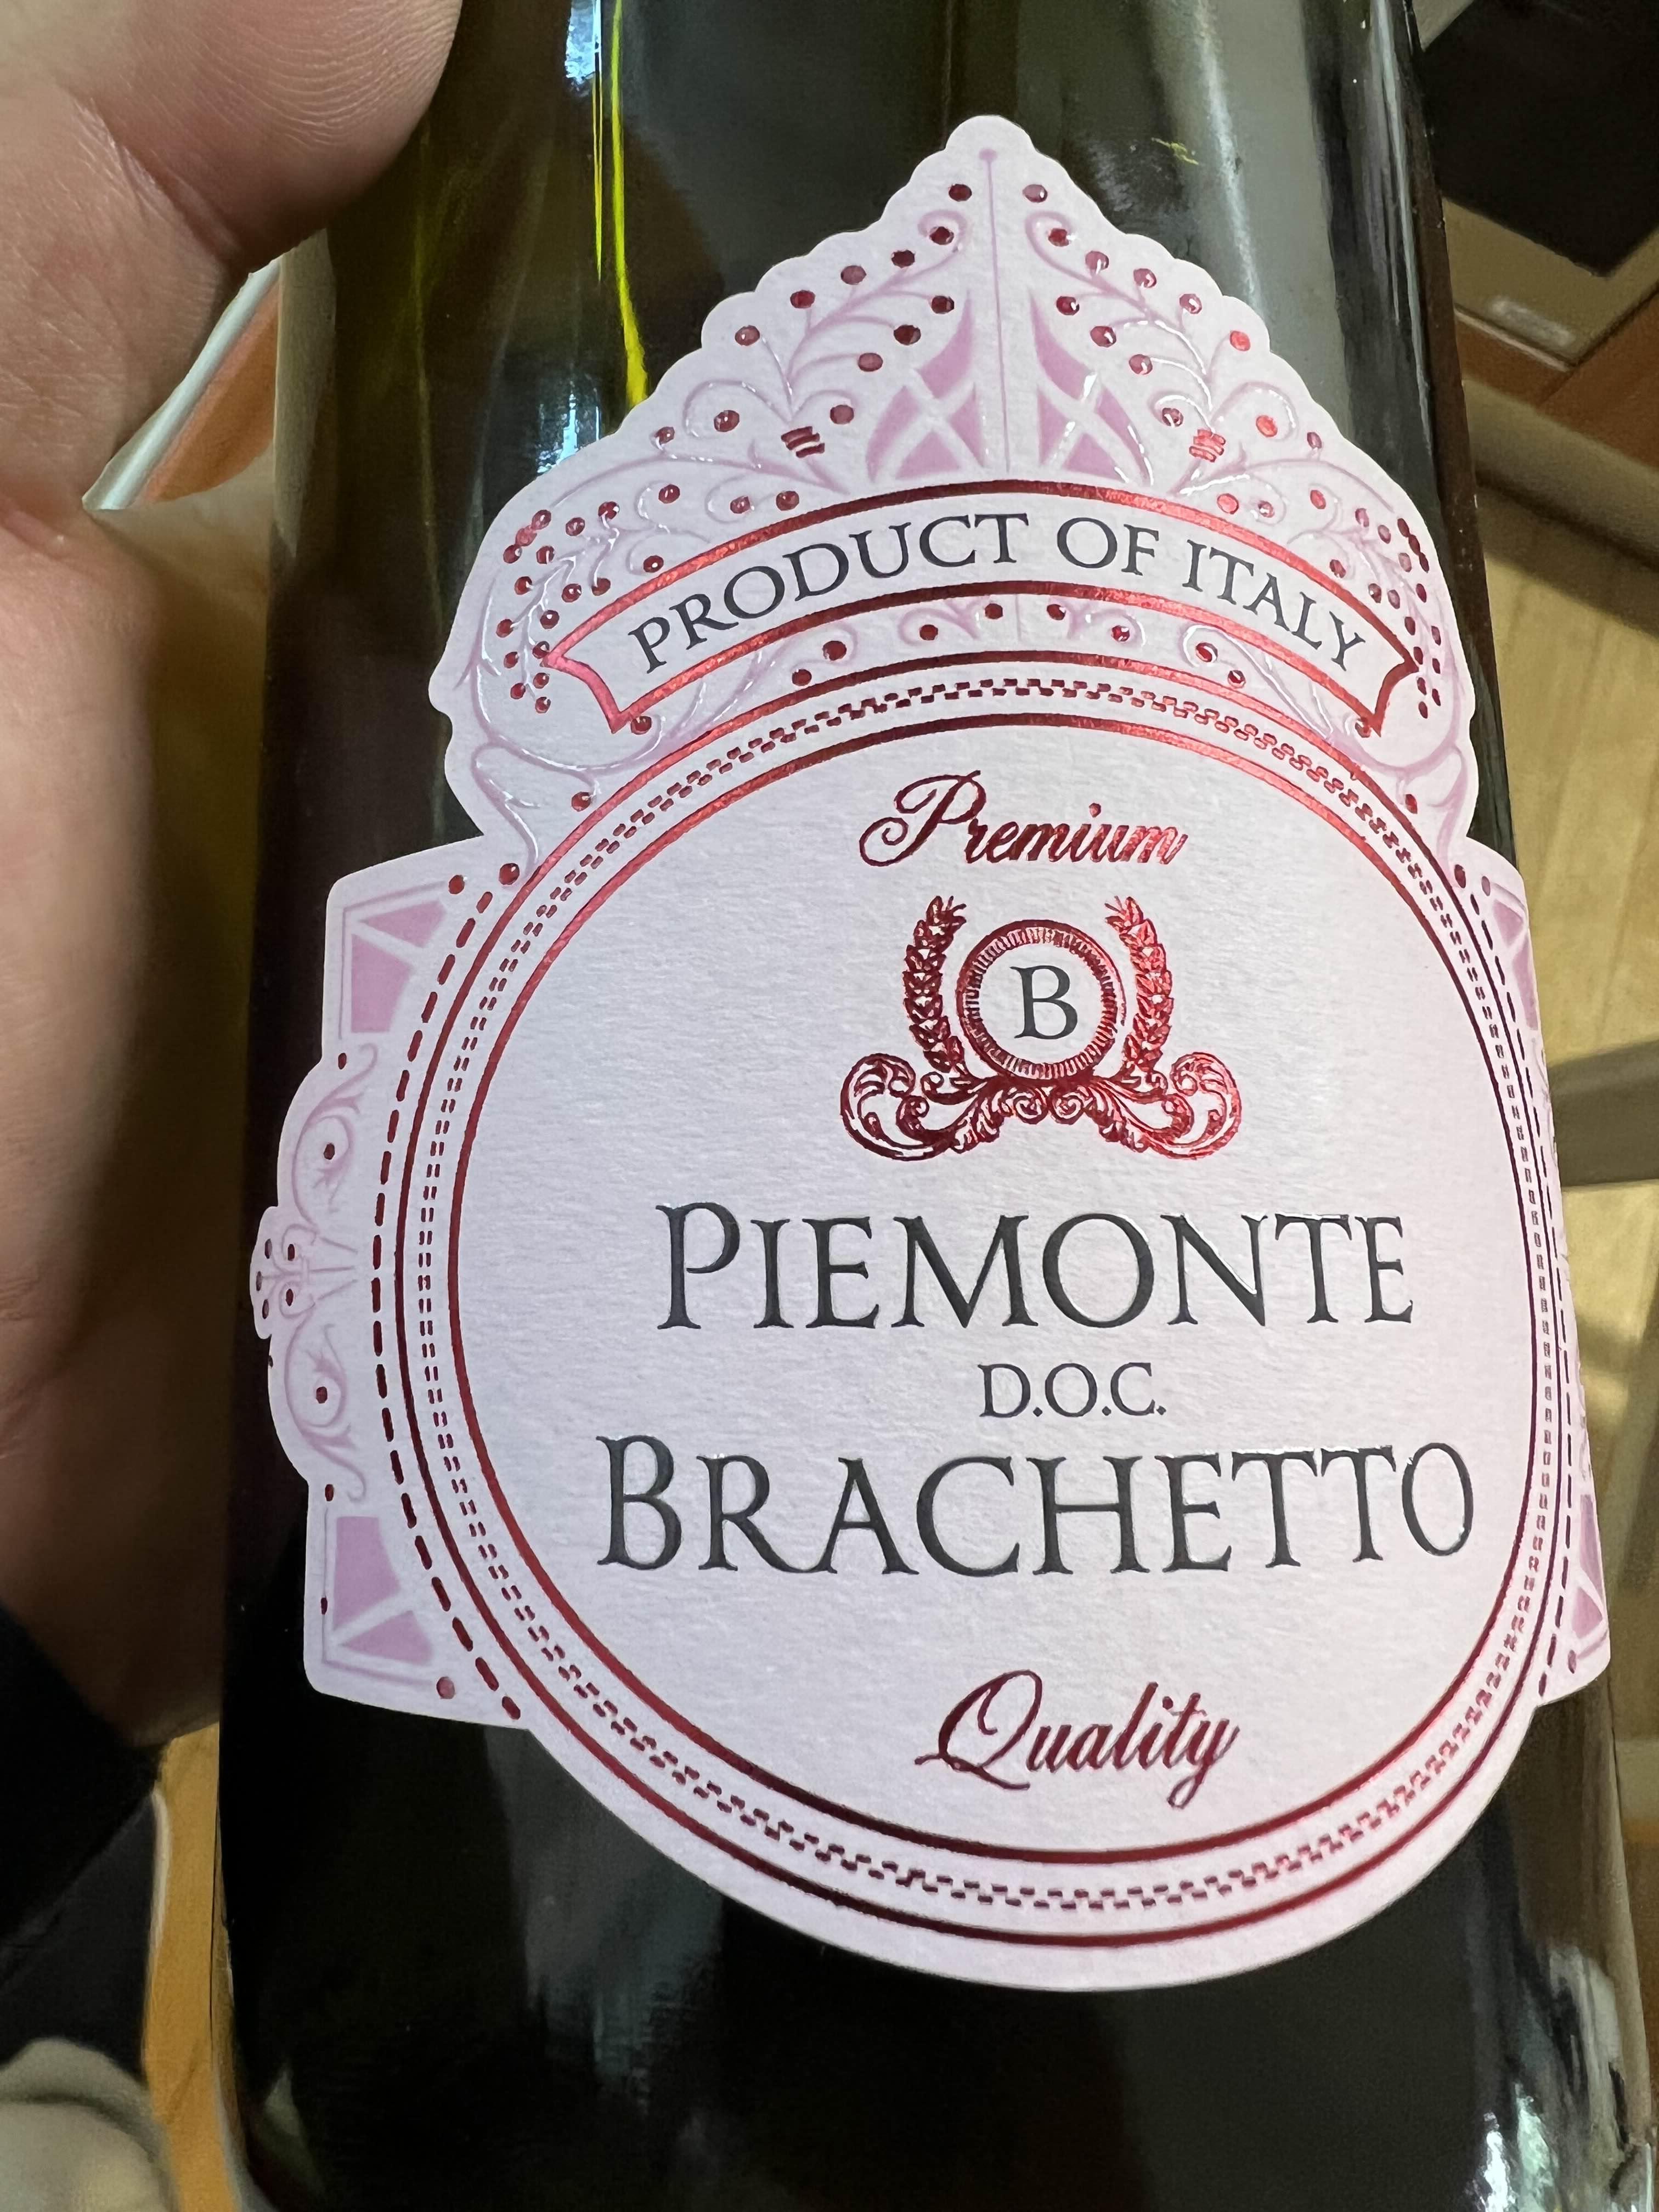 PRODUCT OF ITALY
Premium
B
PIEMONTE
D.O.C.
BRACHETTO
Quality